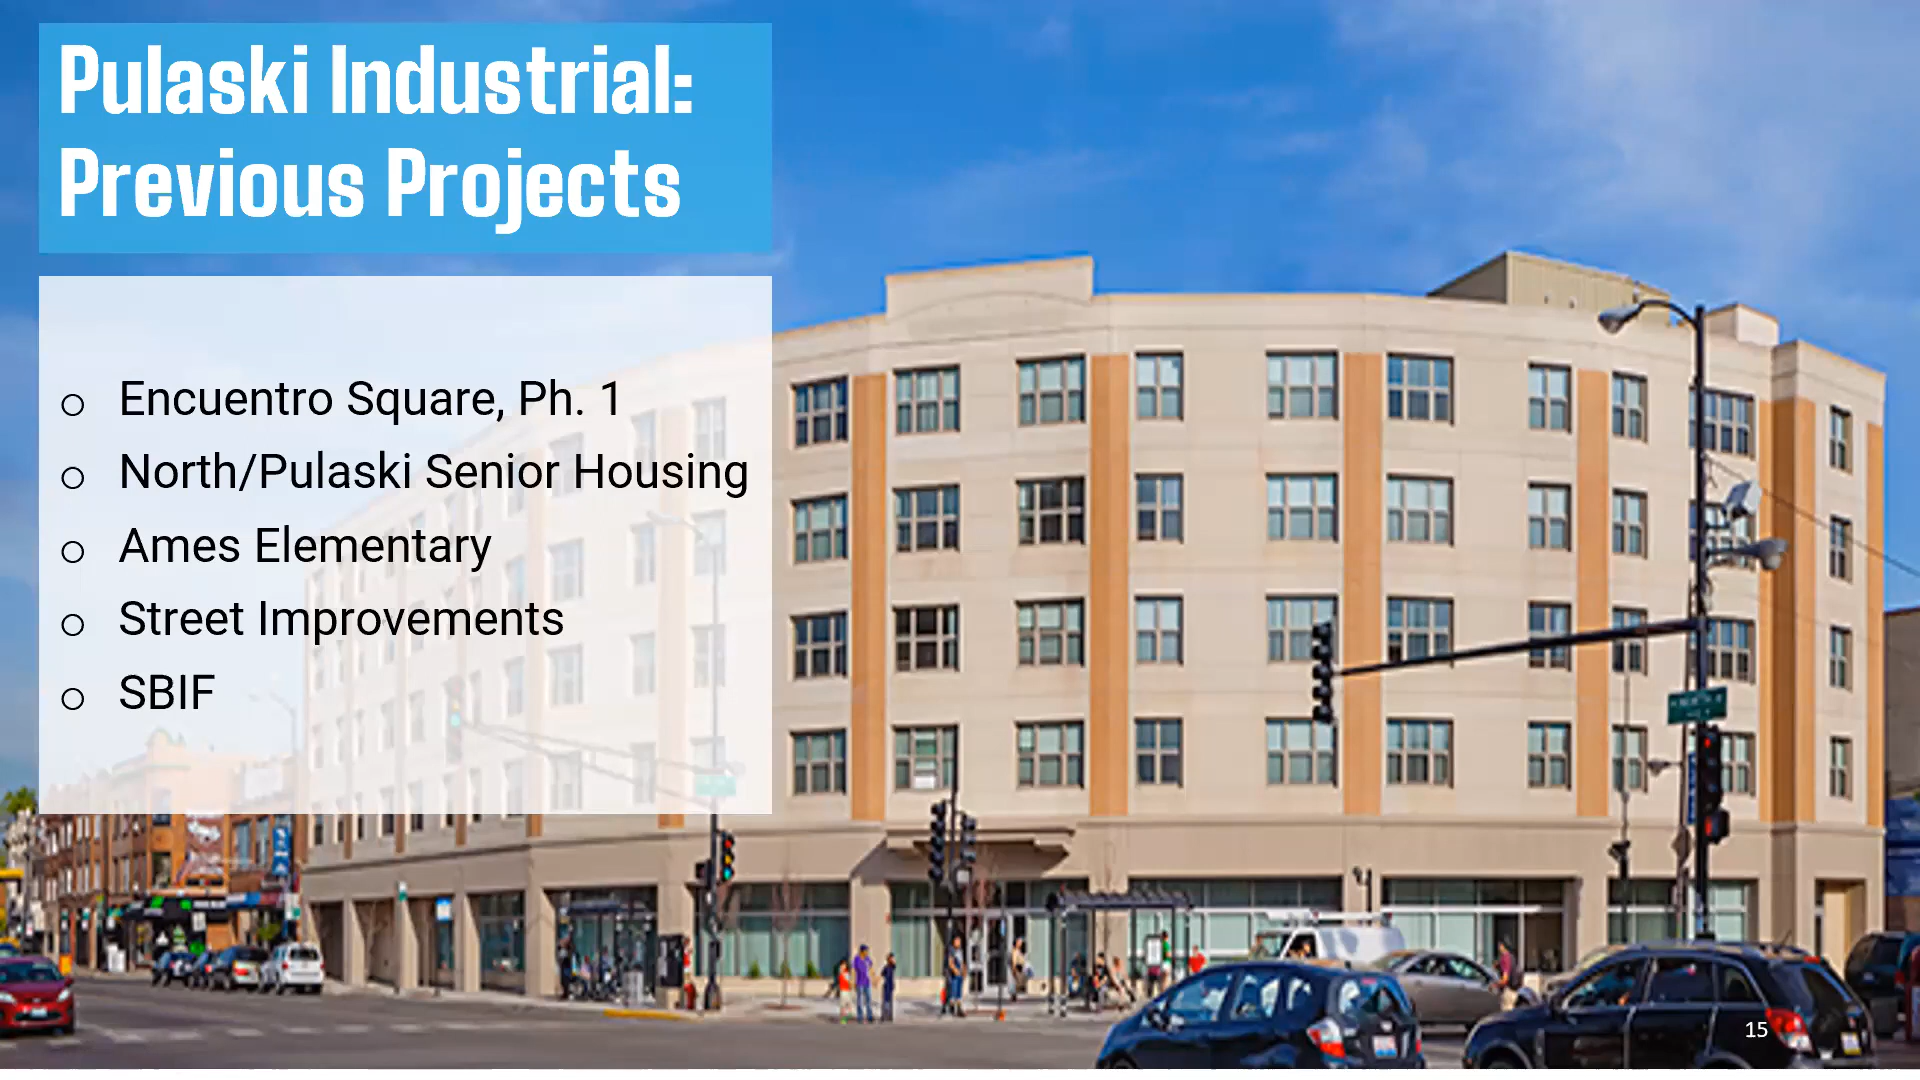 Pulaski Industrial:
Previous Projects
o Encuentro Square, Ph. 1
o North/Pulaski Senior Housing
o Ames Elementary
o Street Improvements
o SBIF
15